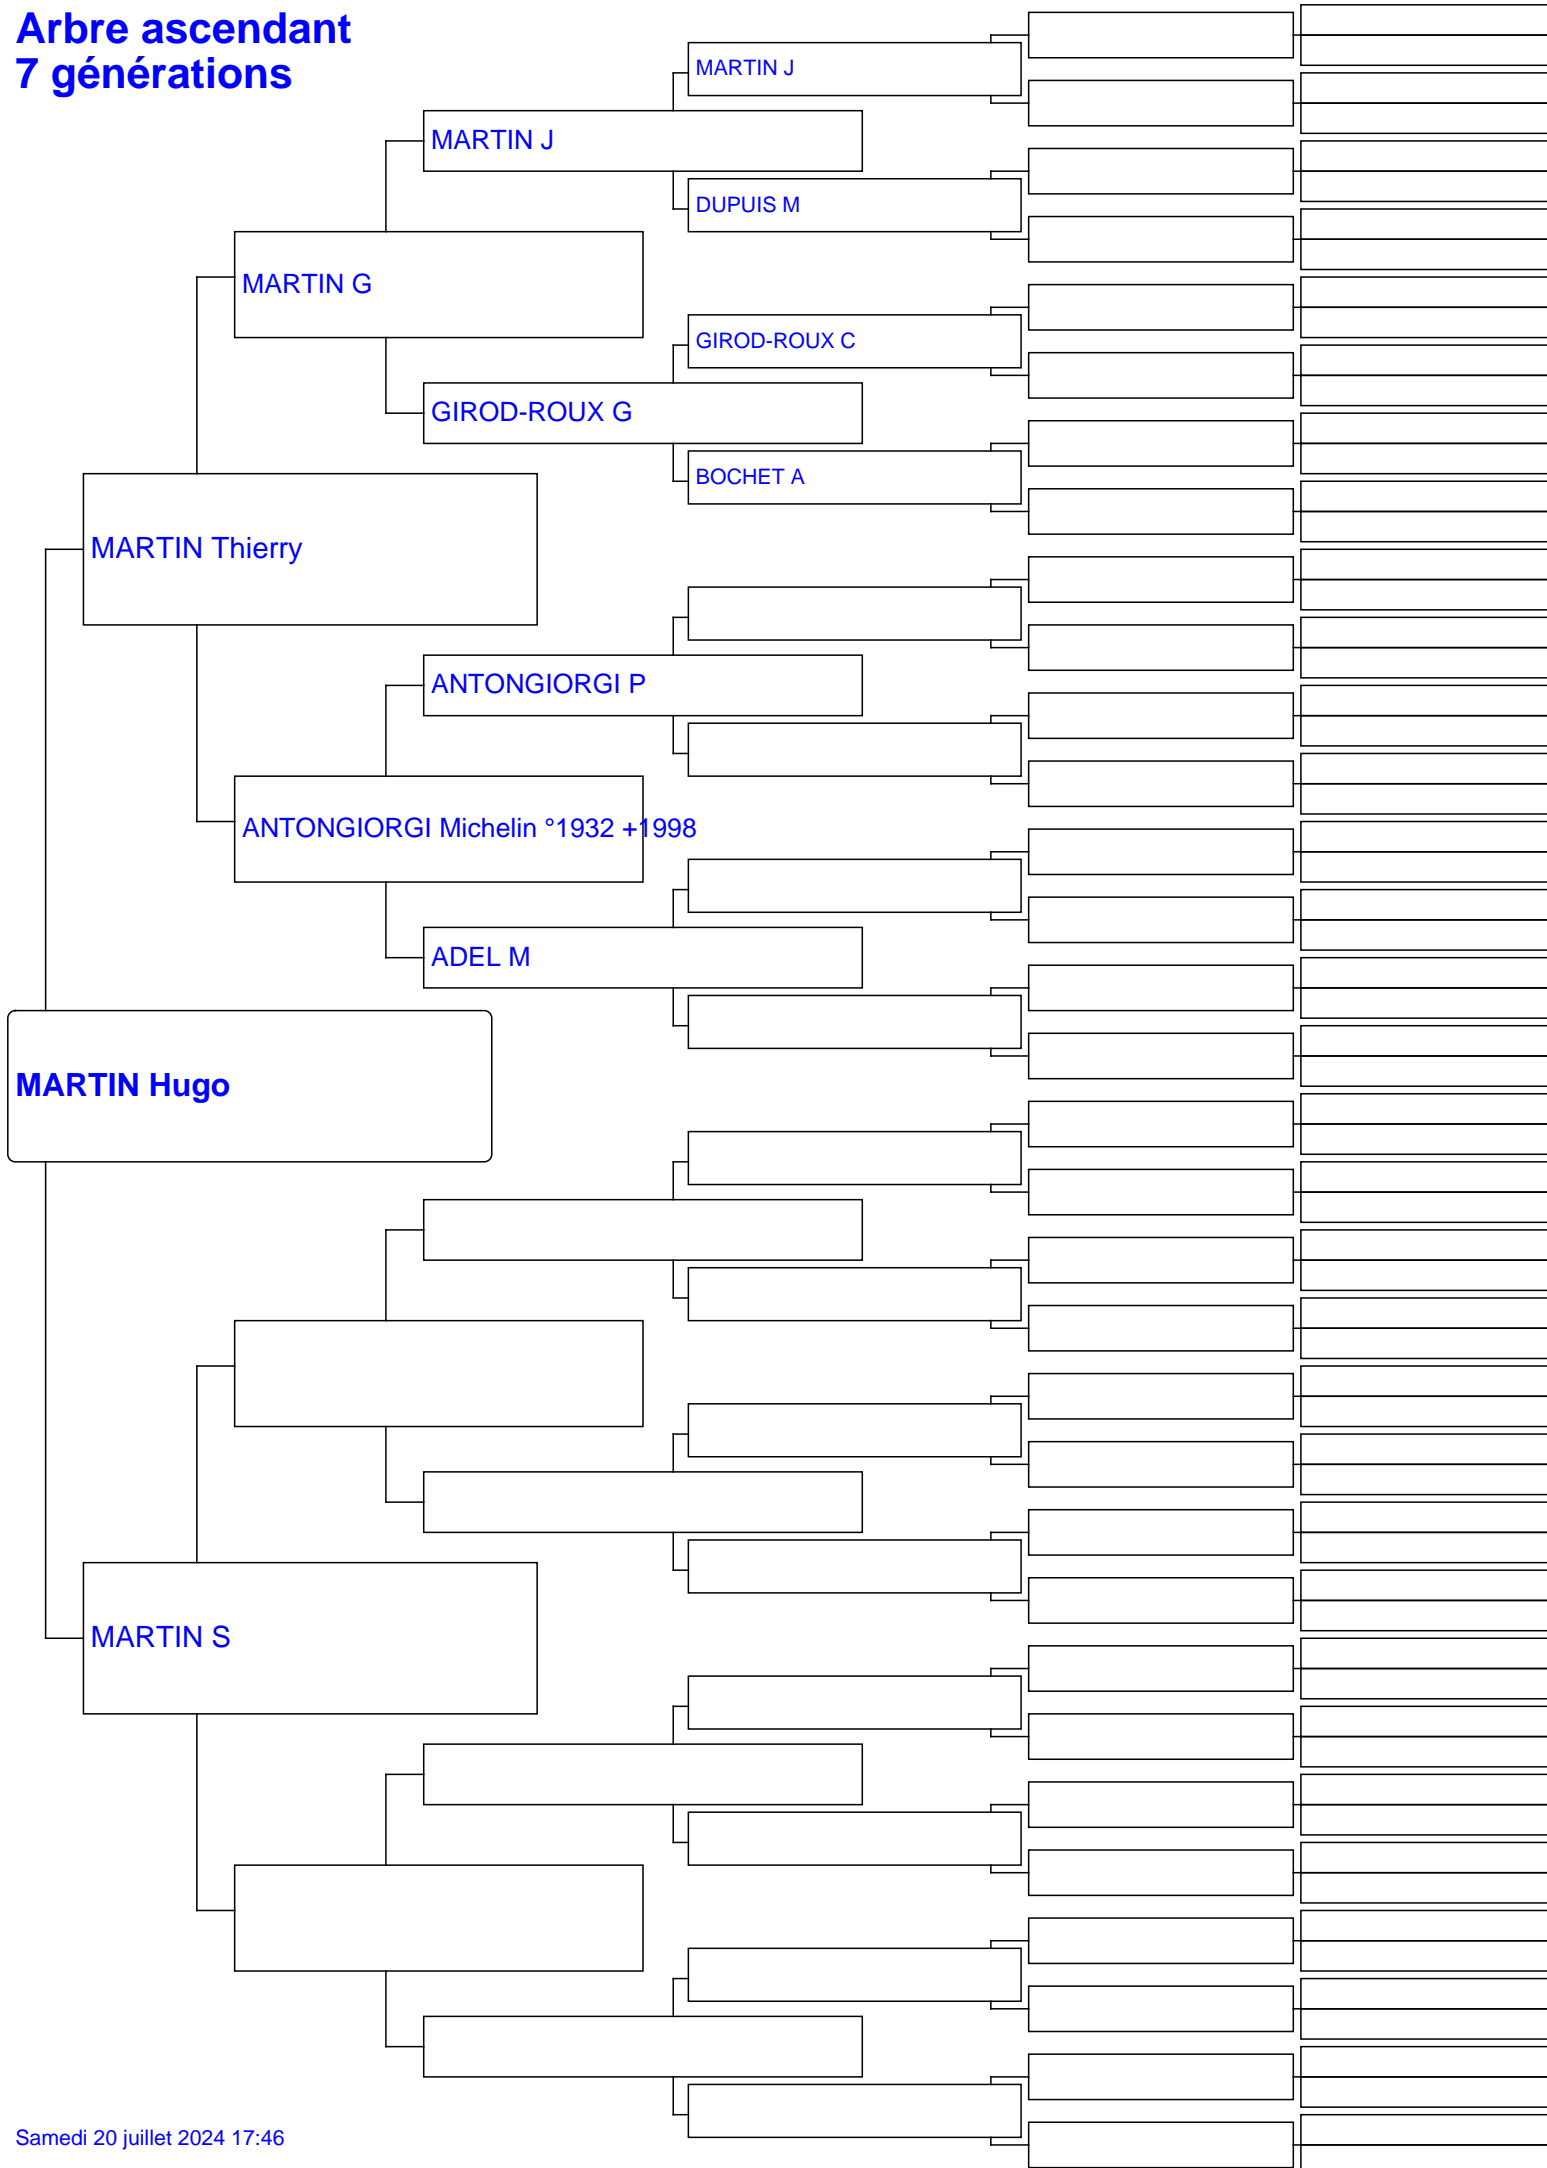 Arbre ascendant
7 générations
MARTIN J
MARTIN J
DUPUIS M
MARTIN G
GIROD-ROUX C
GIROD-ROUX G
BOCHET A
MARTIN Thierry
ANTONGIORGI P
ANTONGIORGI Michelin °1932 +1998
ADEL M
MARTIN Hugo
MARTIN S
Samedi 20 juillet 2024 17:46